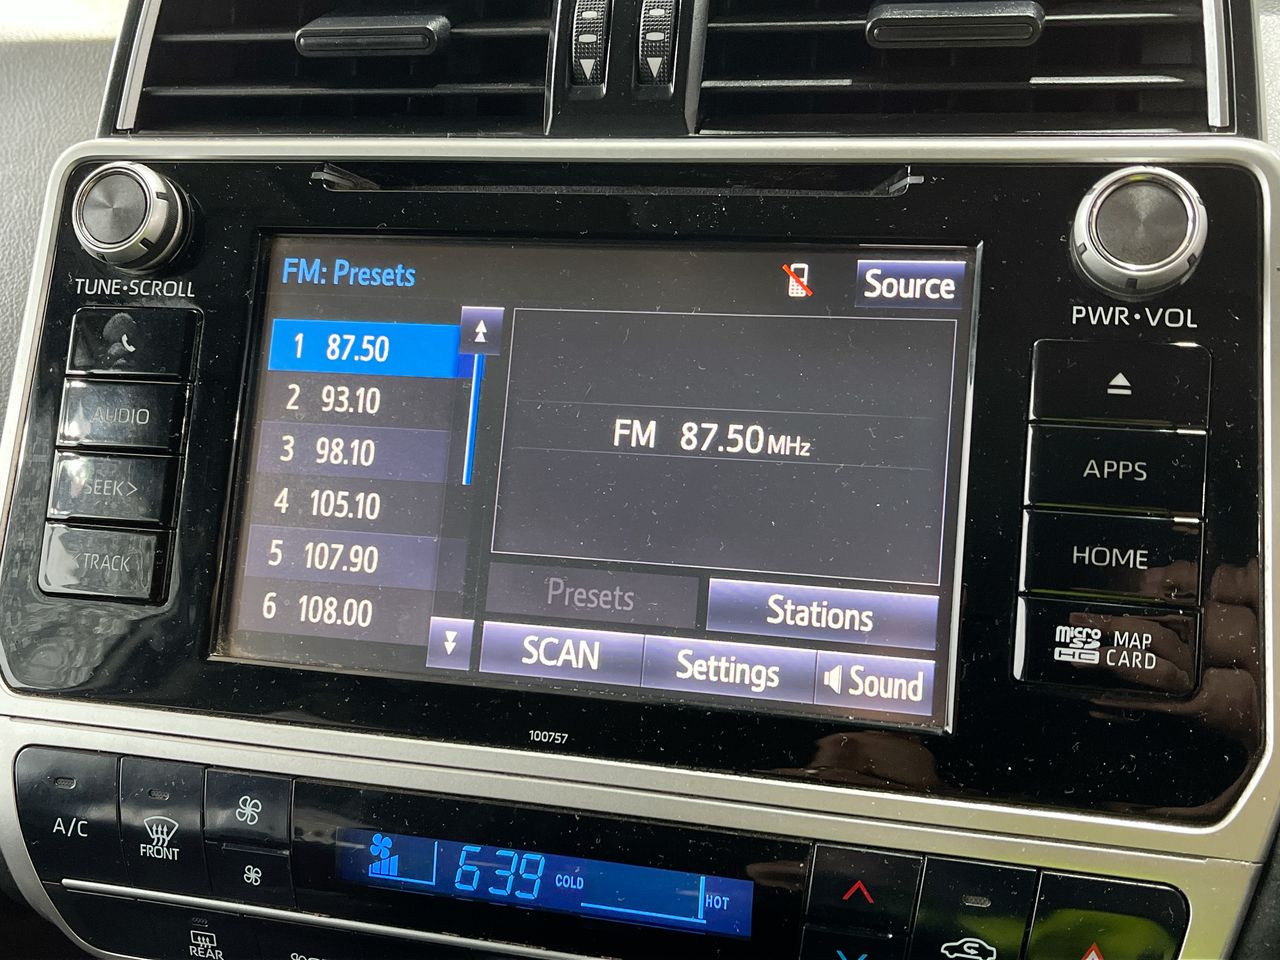 FM: Presets
Source
TUNE•SCROLL
PWR•VOL
1 87.50
2 93.10
3 98.10
4 105.10
5 107.90
6 108.00
FM 87.50MHz
AUDIO
SEEK>
<TRACK
APPS
HOME
micro SD HC MAP
CARD
Presets
Stations
SCAN
Settings
Sound
100757
A/C
FRONT
639
COLD
HOT
REAR